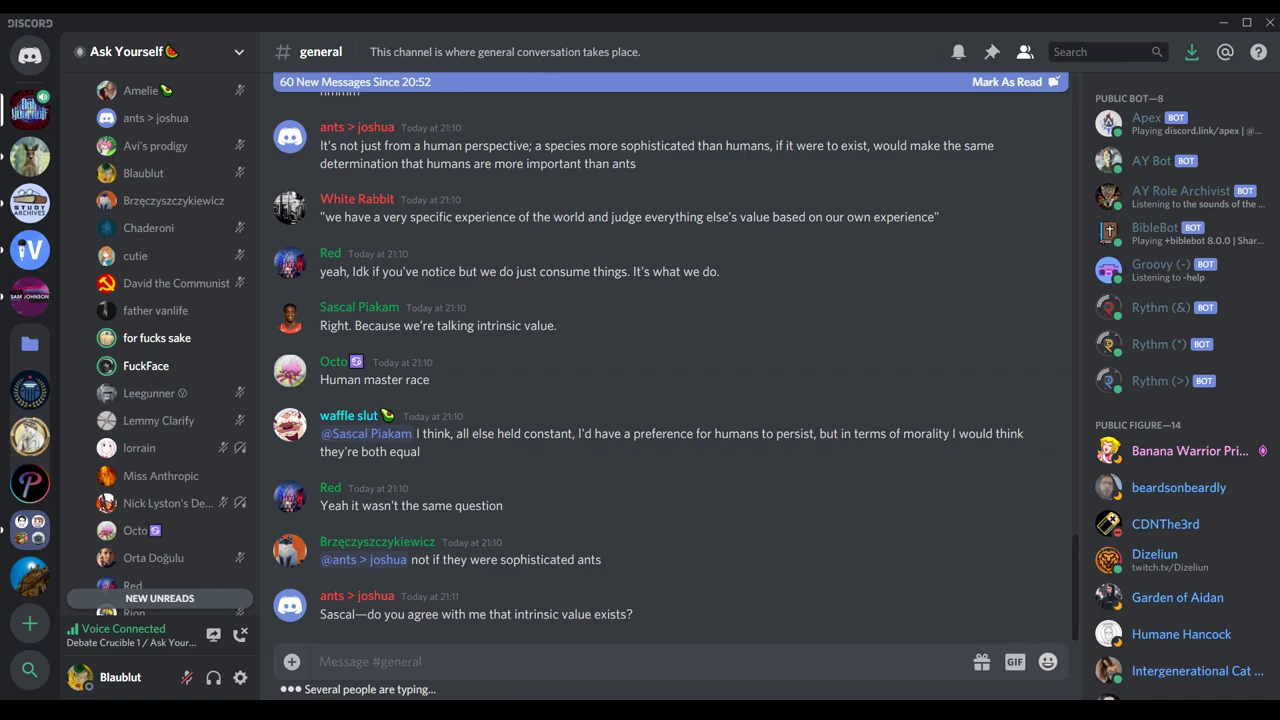 DISCORD
Ask Yourself
# general
This channel is where general conversation takes place.
Search
Amelie
ants > joshua
Avi's prodigy
Blaublut
Brzęczyszczykiewicz
Chaderoni
cutie
David the Communist
father vanlife
for fucks sake
FuckFace
Leegunner
Lemmy Clarify
lorrain
Miss Anthropic
Nick Lyston's De...
Octo
Orta Doğulu
Red
Rion
NEW UNREADS
Voice Connected
Debate Crucible 1 / Ask Your...
Blaublut
60 New Messages Since 20:52
Mark As Read
hmmm
ants > joshua Today at 21:10
It's not just from a human perspective; a species more sophisticated than humans, if it were to exist, would make the same
determination that humans are more important than ants
White Rabbit Today at 21:10
"we have a very specific experience of the world and judge everything else's value based on our own experience"
Red Today at 21:10
yeah, Idk if you've notice but we do just consume things. It's what we do.
Sascal Piakam Today at 21:10
Right. Because we're talking intrinsic value.
Octo Today at 21:10
Human master race
waffle slut Today at 21:10
@Sascal Piakam I think, all else held constant, I'd have a preference for humans to persist, but in terms of morality I would think
they're both equal
Red Today at 21:10
Yeah it wasn't the same question
Brzęczyszczykiewicz Today at 21:10
@ants > joshua not if they were sophisticated ants
ants > joshua Today at 21:11
Sascal—do you agree with me that intrinsic value exists?
Message #general
GIF
Several people are typing...
PUBLIC BOT—8
Apex BOT
Playing discord.link/apex | @...
AY Bot BOT
AY Role Archivist BOT
Listening to the sounds of the ...
BibleBot BOT
Playing +biblebot 8.0.0 | Shar...
Groovy (-) BOT
Listening to -help
Rythm (&) BOT
Rythm (*) BOT
Rythm (>) BOT
PUBLIC FIGURE—14
Banana Warrior Pri...
beardsonbeardly
CDNThe3rd
Dizeliun
twitch.tv/Dizeliun
Garden of Aidan
Humane Hancock
Intergenerational Cat ...